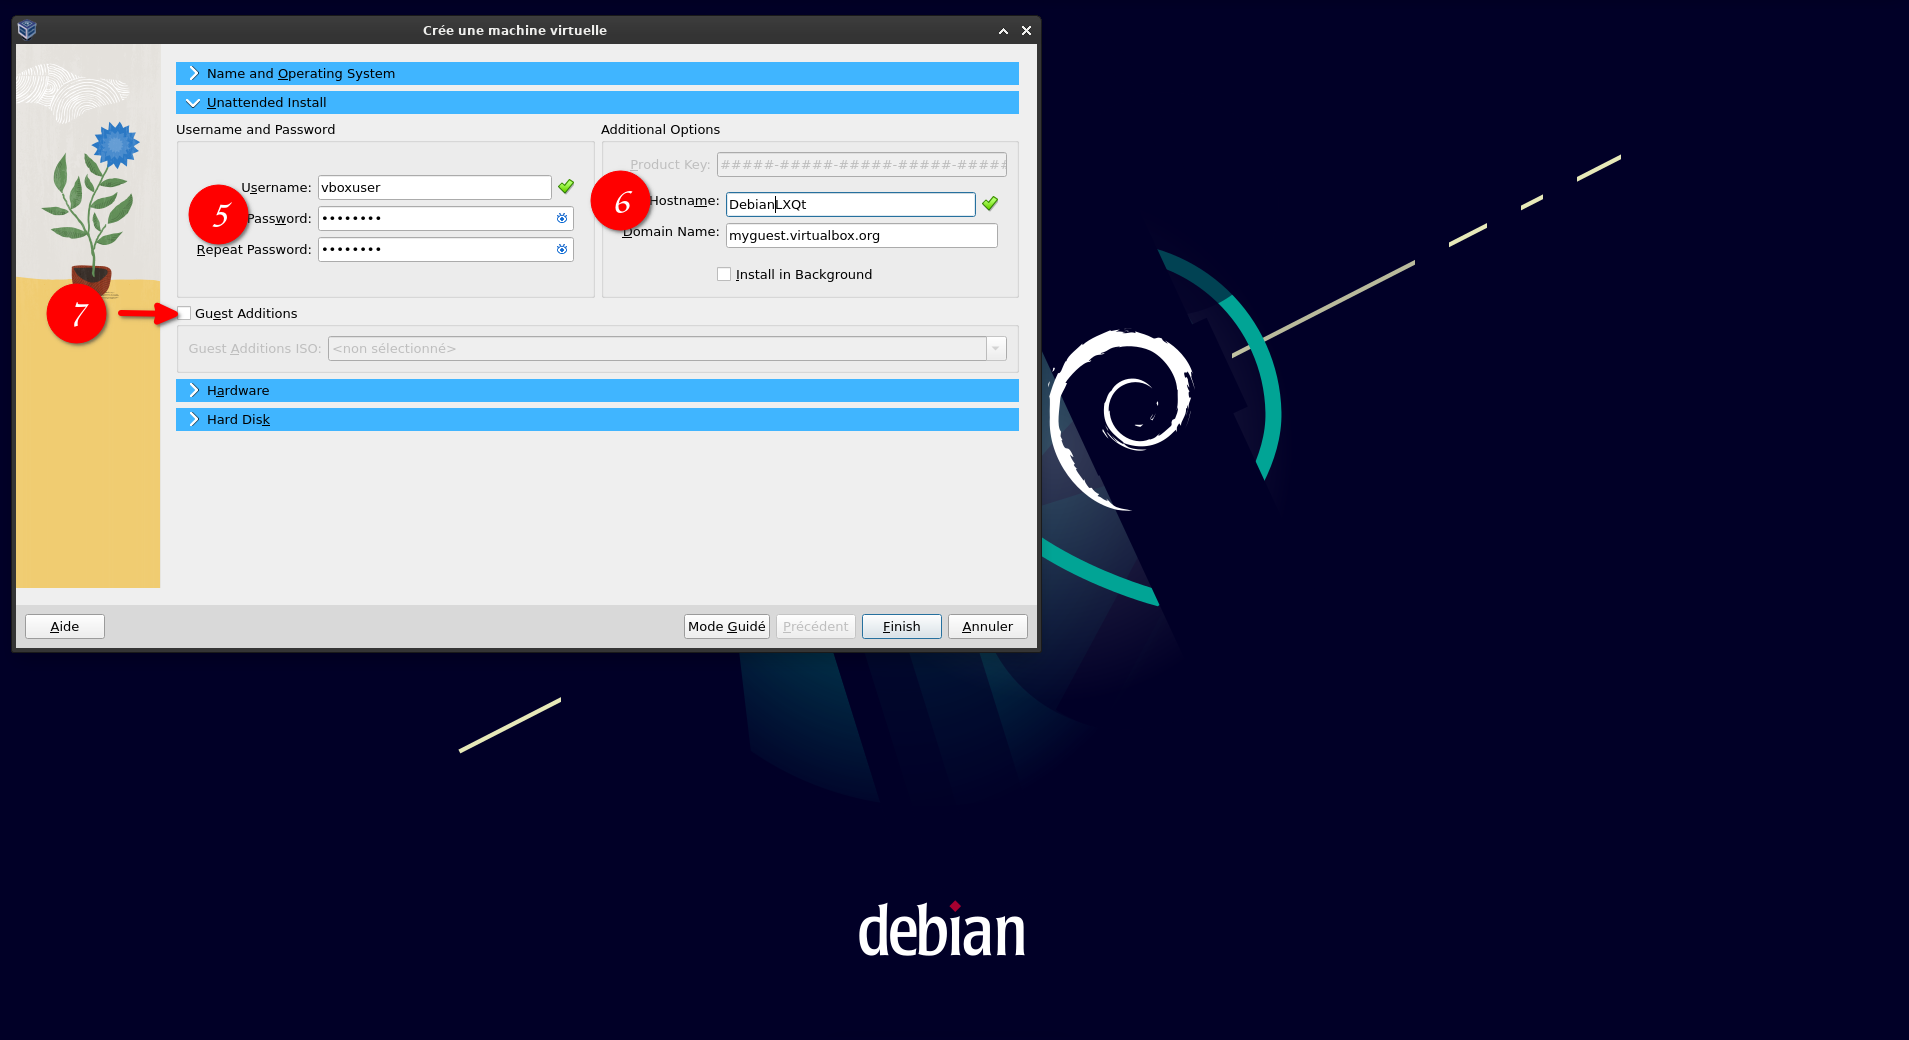 Crée une machine virtuelle
Name and Operating System
Unattended Install
Username and Password
Username: vboxuser
Password: ••••••••
Repeat Password: ••••••••
5
Additional Options
Product Key: #####-#####-#####-#####-#####
Hostname: DebianLXQt
Domain Name: myguest.virtualbox.org
6
Install in Background
7
Guest Additions
Guest Additions ISO: <non sélectionné>
Hardware
Hard Disk
Aide
Mode Guidé
Précédent
Finish
Annuler
debian